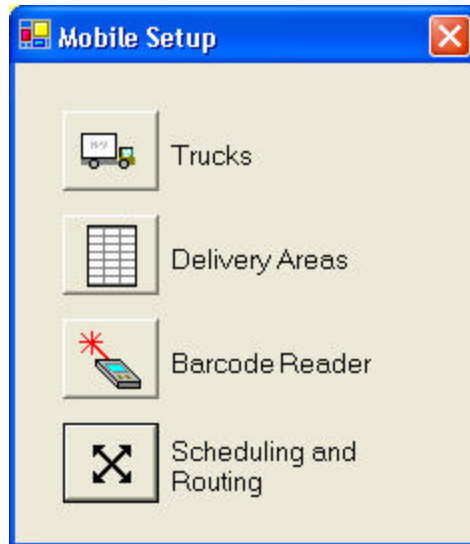 Mobile Setup
Trucks
Delivery Areas
Barcode Reader
Scheduling and
Routing